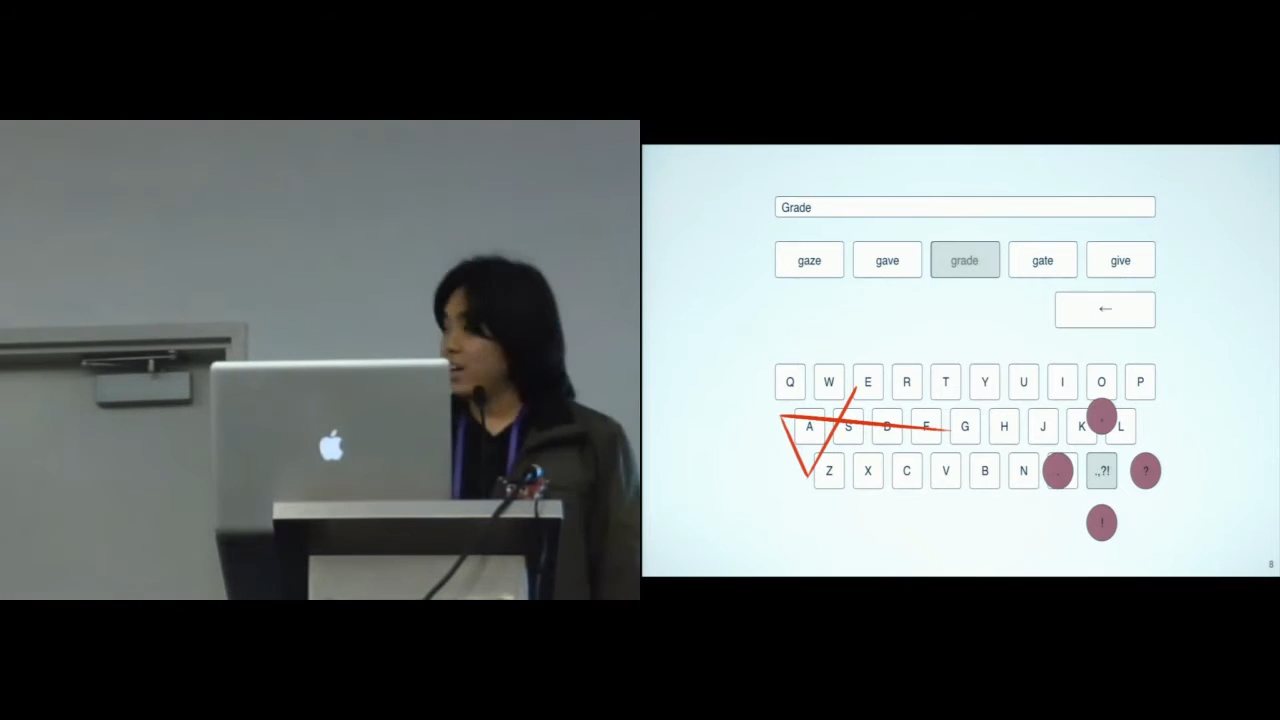 Grade
gaze gave grade gate give
←
Q W E R T Y U I O P
A S D F G H J K , L
Z X C V B N . .,?! ?
!
8